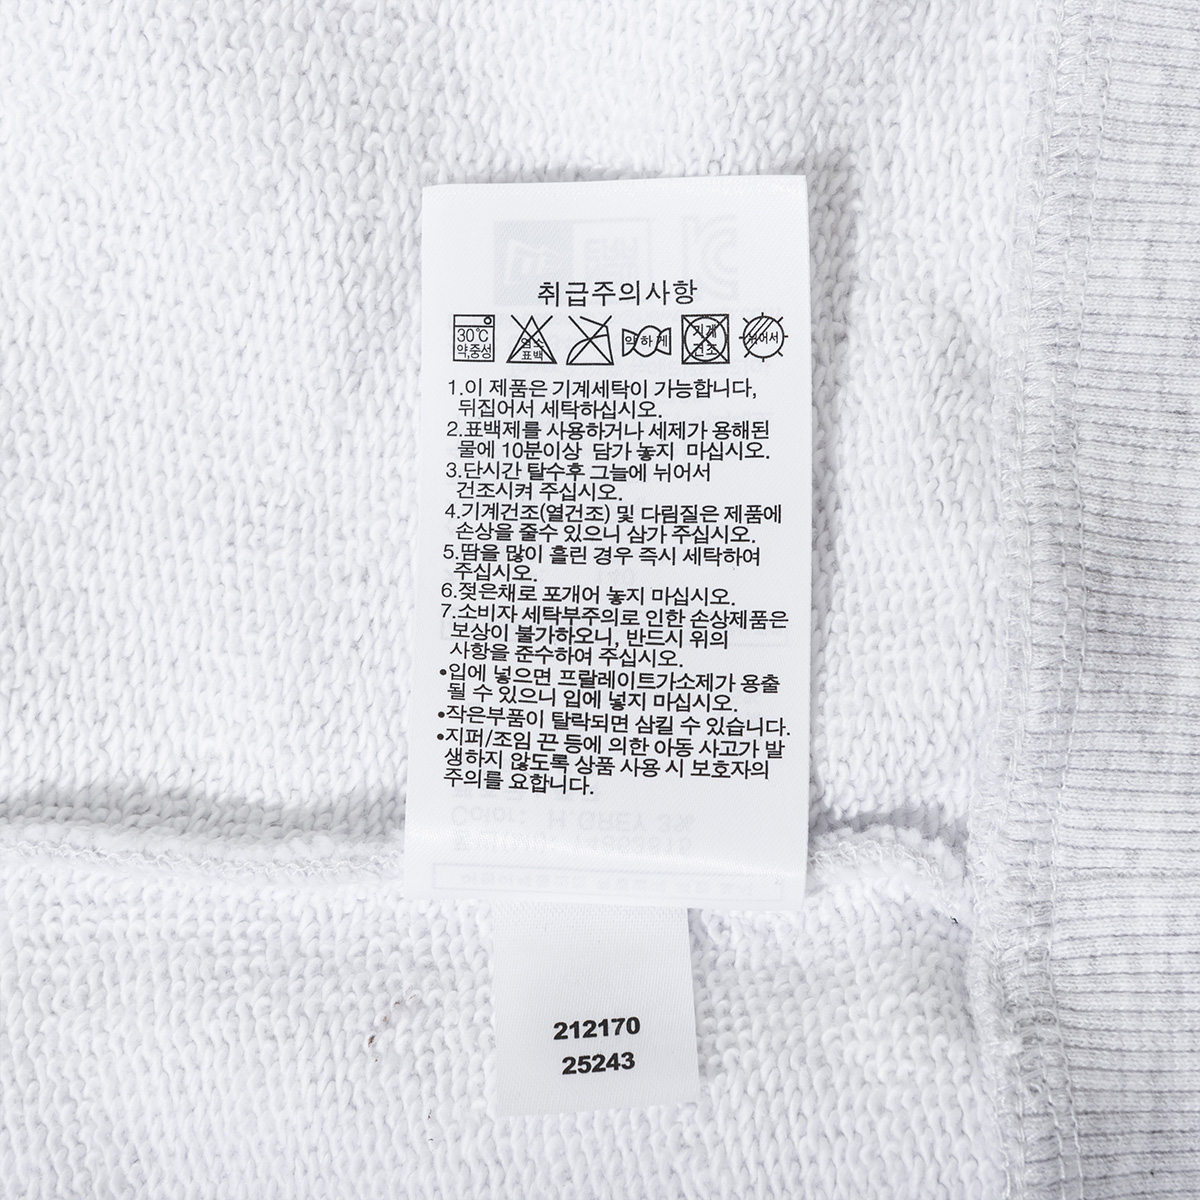 취급주의사항
30℃
약,중성
염소
표백
약하게
기계
건조
뉘어서
1.이 제품은 기계세탁이 가능합니다,
뒤집어서 세탁하십시오.
2.표백제를 사용하거나 세제가 용해된
물에 10분이상 담가 놓지 마십시오.
3.단시간 탈수후 그늘에 뉘어서
건조시켜 주십시오.
4.기계건조(열건조) 및 다림질은 제품에
손상을 줄수 있으니 삼가 주십시오.
5.땀을 많이 흘린 경우 즉시 세탁하여
주십시오.
6.젖은채로 포개어 놓지 마십시오.
7.소비자 세탁부주의로 인한 손상제품은
보상이 불가하오니, 반드시 위의
사항을 준수하여 주십시오.
•입에 넣으면 프탈레이트가소제가 용출
될 수 있으니 입에 넣지 마십시오.
•작은부품이 탈락되면 삼킬 수 있습니다.
•지퍼/조임 끈 등에 의한 아동 사고가 발
생하지 않도록 상품 사용 시 보호자의
주의를 요합니다.
Color: H.GREY 3%
212170
25243